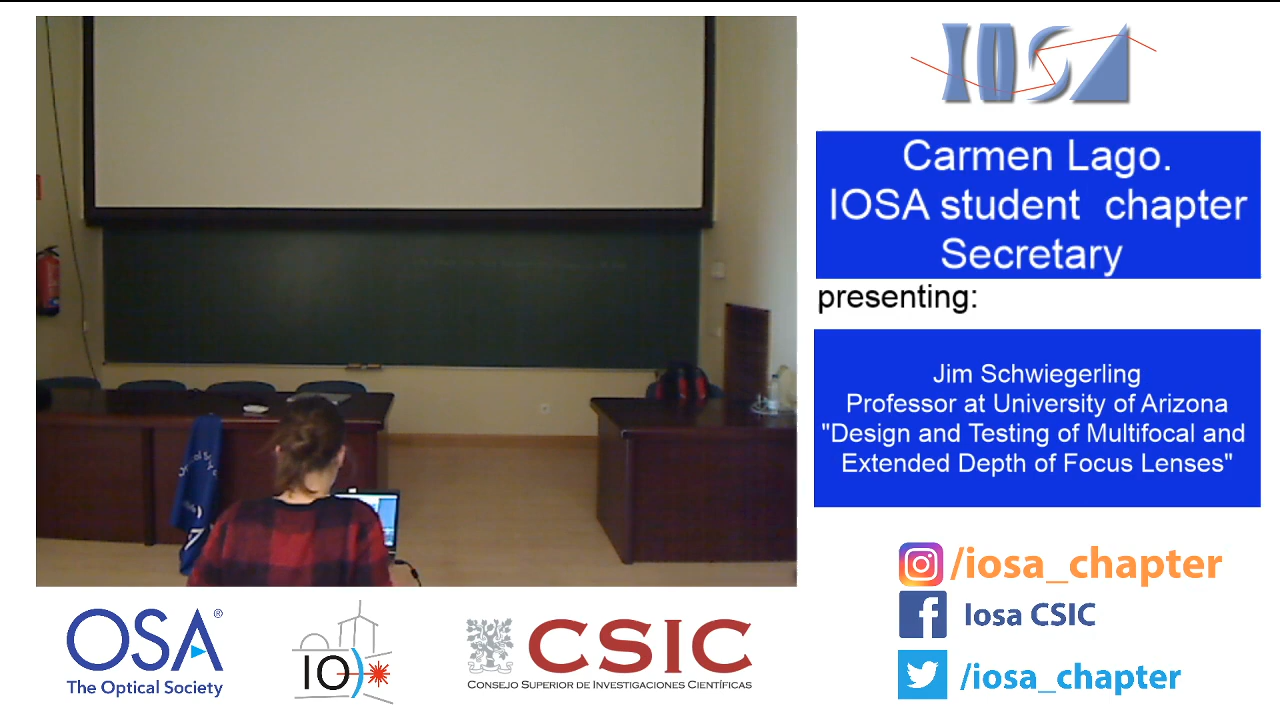 IOSA
Carmen Lago.
IOSA student chapter
Secretary
presenting:
Jim Schwiegerling
Professor at University of Arizona
"Design and Testing of Multifocal and
Extended Depth of Focus Lenses"
/iosa_chapter
Iosa CSIC
/iosa_chapter
OSA®
The Optical Society
IO
CSIC
CONSEJO SUPERIOR DE INVESTIGACIONES CIENTÍFICAS